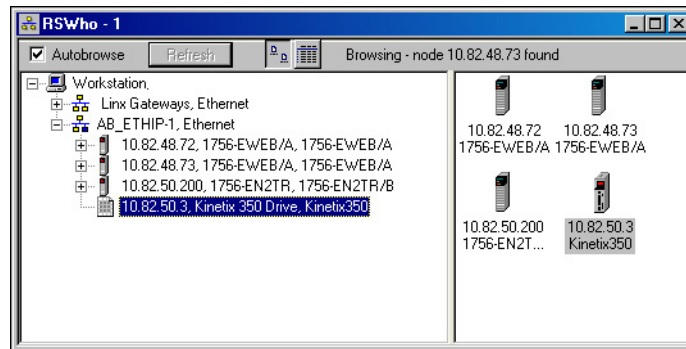 RSWho - 1
Autobrowse
Refresh
Browsing - node 10.82.48.73 found
Workstation,
Linx Gateways, Ethernet
AB_ETHIP-1, Ethernet
10.82.48.72, 1756-EWEB/A, 1756-EWEB/A
10.82.48.73, 1756-EWEB/A, 1756-EWEB/A
10.82.50.200, 1756-EN2TR, 1756-EN2TR/B
10.82.50.3, Kinetix 350 Drive, Kinetix350
10.82.48.72
1756-EWEB/A
10.82.48.73
1756-EWEB/A
10.82.50.200
1756-EN2T...
10.82.50.3
Kinetix350